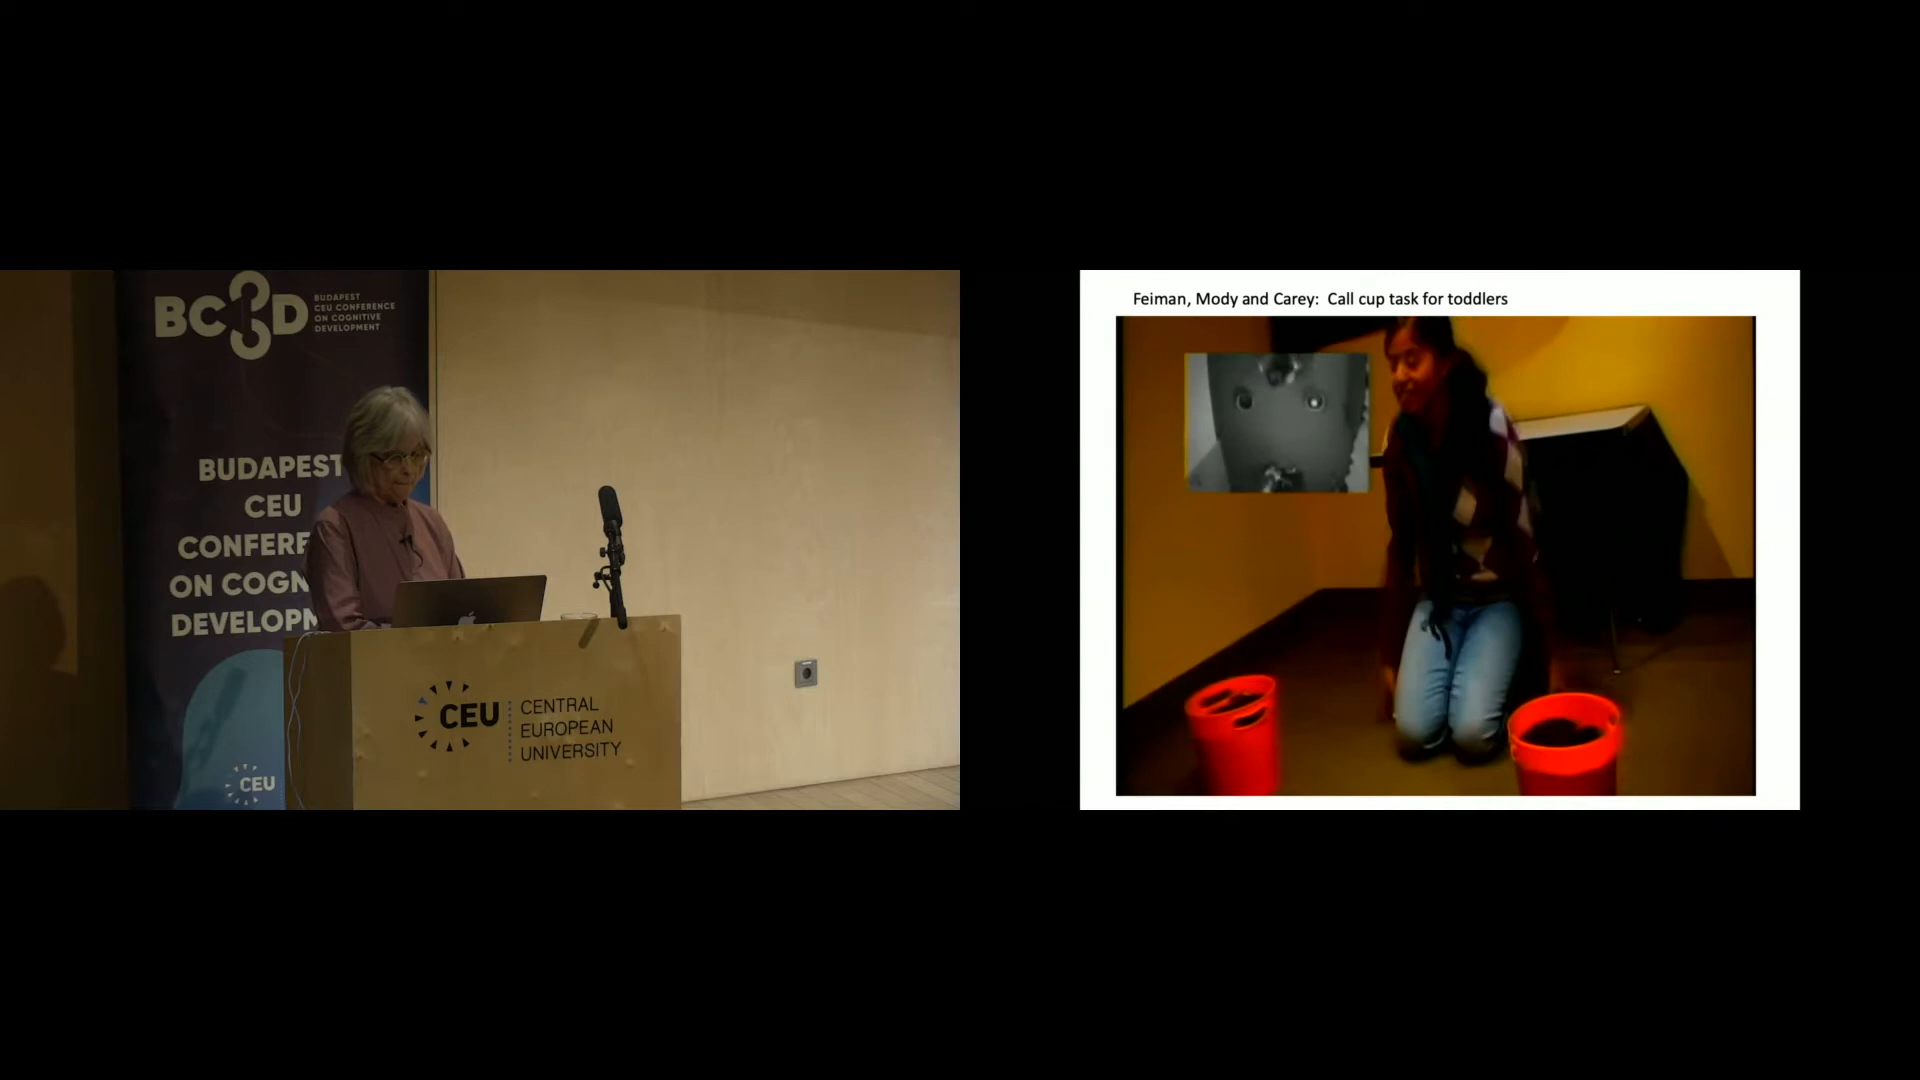 BCCCD
BUDAPEST
CEU CONFERENCE
ON COGNITIVE
DEVELOPMENT
BUDAPEST
CEU
CONFERE
ON COGN
DEVELOPM
CEU
CEU
CENTRAL
EUROPEAN
UNIVERSITY
Feiman, Mody and Carey: Call cup task for toddlers